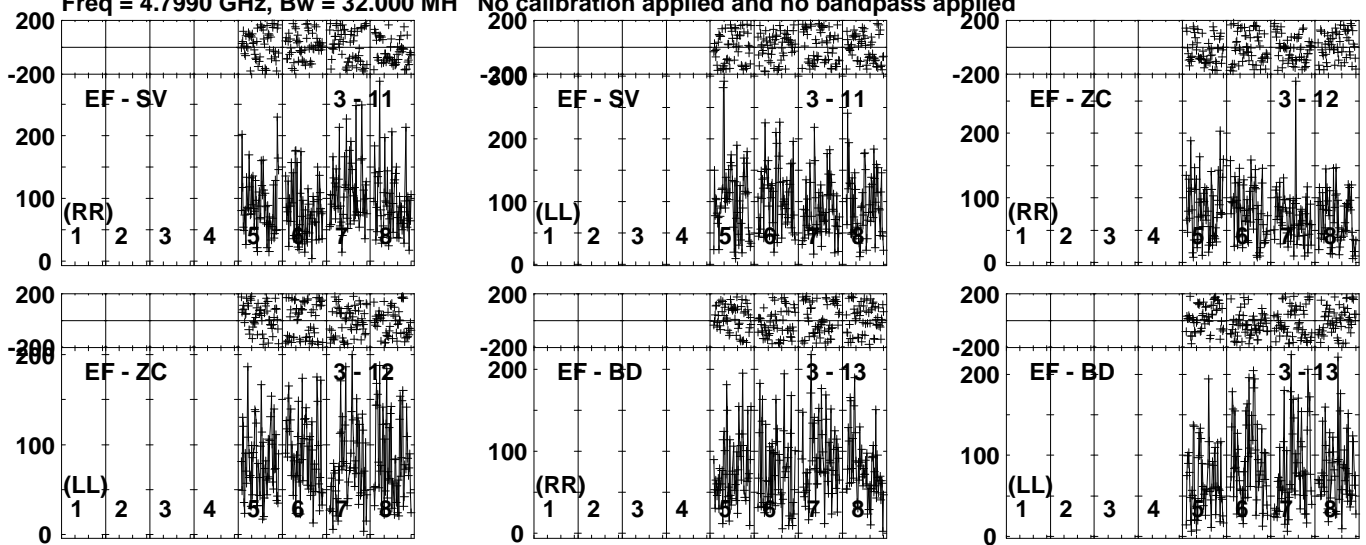 Freq = 4.7990 GHz, Bw = 32.000 MH No calibration applied and no bandpass applied
200
-200
EF - SV 3 - 11
200
100
(RR)
1 2 3 4 5 6 7 8
0
200
-200
300
EF - SV 3 - 11
200
100
(LL)
1 2 3 4 5 6 7 8
0
200
-200
EF - ZC 3 - 12
200
100
(RR)
1 2 3 4 5 6 7 8
0
200
-200
200
EF - ZC 3 - 12
100
(LL)
1 2 3 4 5 6 7 8
0
200
-200
EF - BD 3 - 13
200
100
(RR)
1 2 3 4 5 6 7 8
0
200
-200
EF - BD 3 - 13
200
100
(LL)
1 2 3 4 5 6 7 8
0